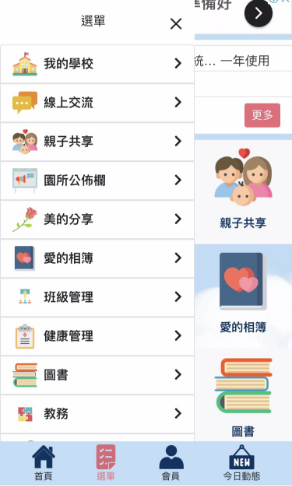 選單
準備好
我的學校
統... 一年使用
線上交流
更多
親子共享
園所公佈欄
美的分享
親子共享
愛的相簿
班級管理
愛的相簿
健康管理
圖書
教務
圖書
首頁
選單
會員
NEW
今日動態